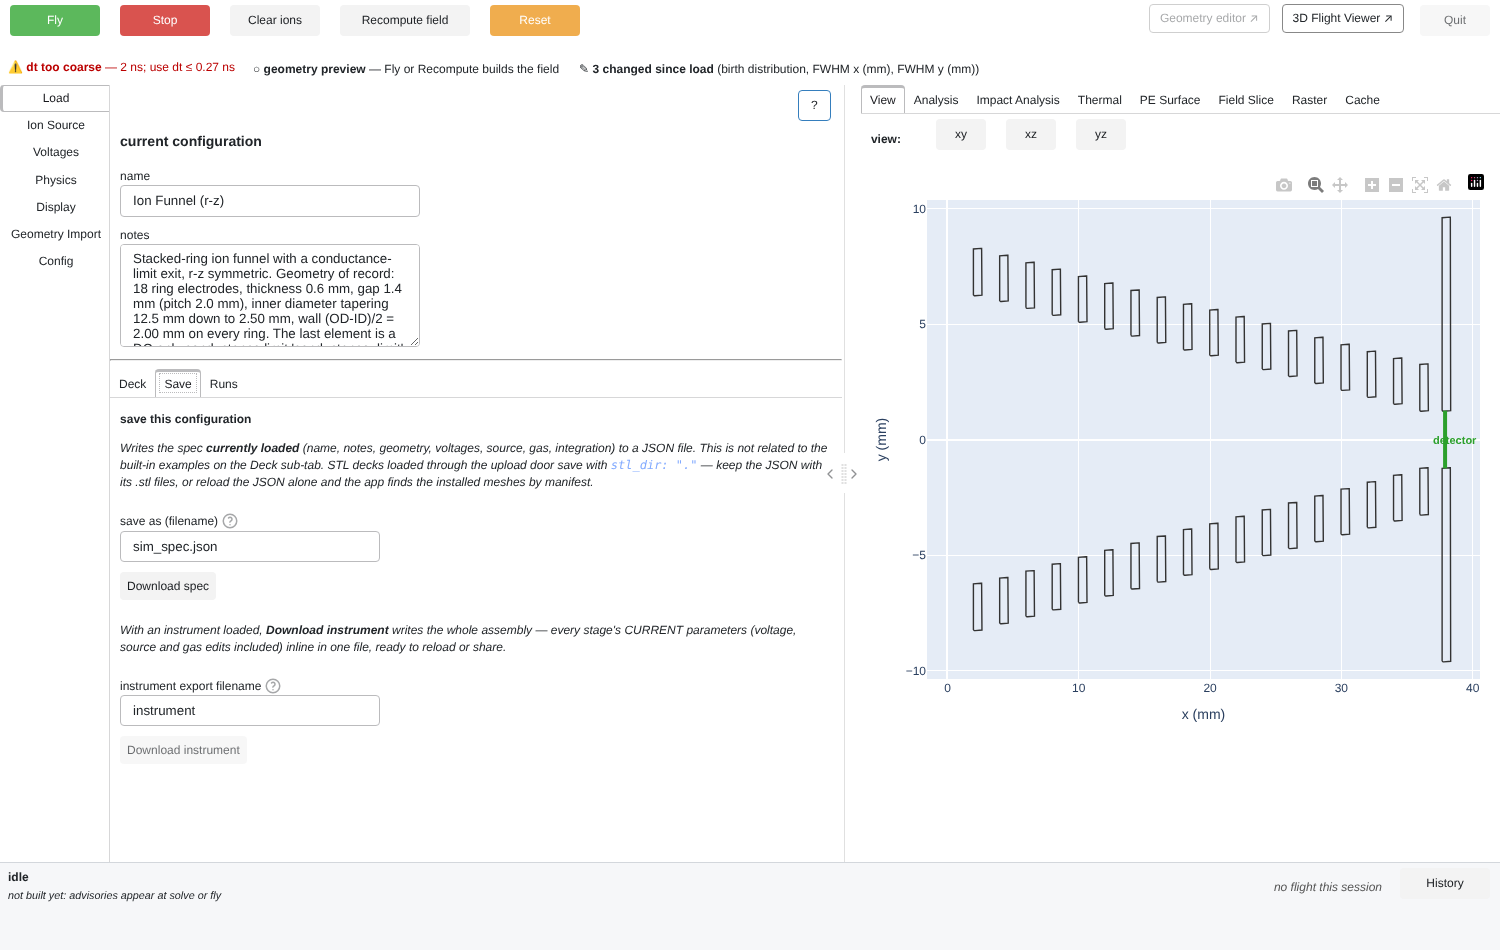 Fly Stop Clear ions Recompute field Reset Geometry editor ↗ 3D Flight Viewer ↗ Quit
⚠ dt too coarse — 2 ns; use dt ≤ 0.27 ns ○ geometry preview — Fly or Recompute builds the field ✎ 3 changed since load (birth distribution, FWHM x (mm), FWHM y (mm))
Load
Ion Source
Voltages
Physics
Display
Geometry Import
Config
?
current configuration
name
Ion Funnel (r-z)
notes
Stacked-ring ion funnel with a conductance-
limit exit, r-z symmetric. Geometry of record:
18 ring electrodes, thickness 0.6 mm, gap 1.4
mm (pitch 2.0 mm), inner diameter tapering
12.5 mm down to 2.50 mm, wall (OD-ID)/2 =
2.00 mm on every ring. The last element is a
Deck Save Runs
save this configuration
Writes the spec currently loaded (name, notes, geometry, voltages, source, gas, integration) to a JSON file. This is not related to the
built-in examples on the Deck sub-tab. STL decks loaded through the upload door save with stl_dir: "." — keep the JSON with
its .stl files, or reload the JSON alone and the app finds the installed meshes by manifest.
save as (filename) ?
sim_spec.json
Download spec
With an instrument loaded, Download instrument writes the whole assembly — every stage's CURRENT parameters (voltage,
source and gas edits included) inline in one file, ready to reload or share.
instrument export filename ?
instrument
Download instrument
View Analysis Impact Analysis Thermal PE Surface Field Slice Raster Cache
view: xy xz yz
10
5
0
−5
−10
y (mm)
detector
0 10 20 30 40
x (mm)
idle
not built yet: advisories appear at solve or fly
no flight this session History